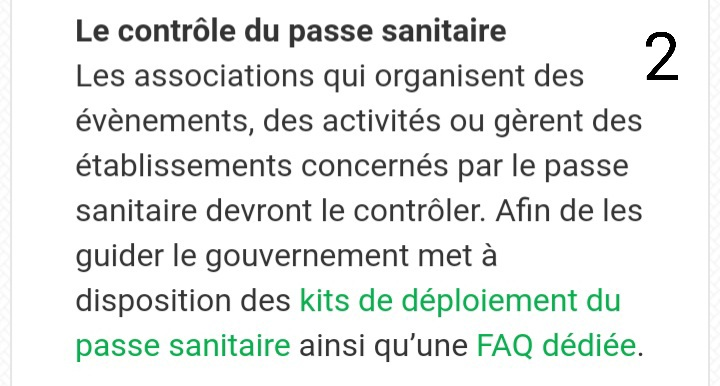 Le contrôle du passe sanitaire
2
Les associations qui organisent des
évènements, des activités ou gèrent des
établissements concernés par le passe
sanitaire devront le contrôler. Afin de les
guider le gouvernement met à
disposition des kits de déploiement du
passe sanitaire ainsi qu’une FAQ dédiée.